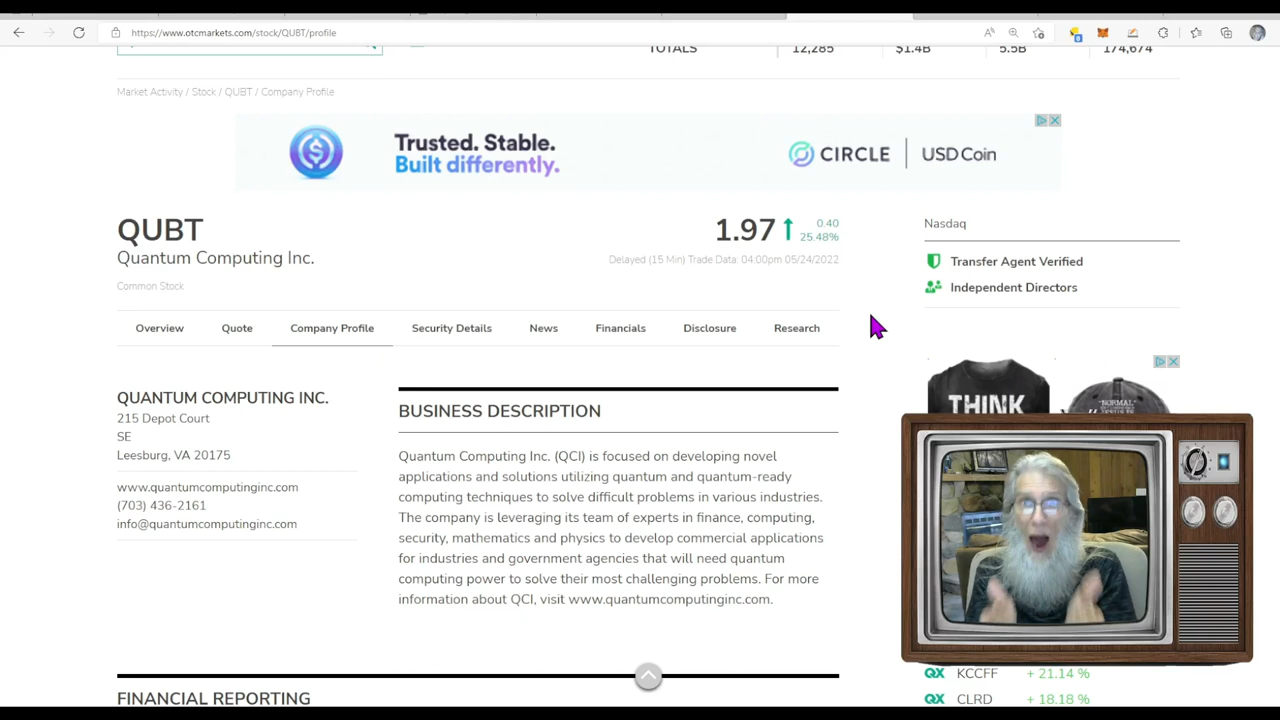 https://www.otcmarkets.com/stock/QUBT/profile
TOTALS 12,285 $1.4B 5.5B 174,674
Market Activity / Stock / QUBT / Company Profile
Trusted. Stable.
Built differently.
CIRCLE | USD Coin
QUBT
Quantum Computing Inc.
Common Stock
1.97
0.40
25.48%
Delayed (15 Min) Trade Data: 04:00pm 05/24/2022
Nasdaq
Transfer Agent Verified
Independent Directors
Overview Quote Company Profile Security Details News Financials Disclosure Research
QUANTUM COMPUTING INC.
215 Depot Court
SE
Leesburg, VA 20175
www.quantumcomputinginc.com
(703) 436-2161
info@quantumcomputinginc.com
BUSINESS DESCRIPTION
Quantum Computing Inc. (QCI) is focused on developing novel
applications and solutions utilizing quantum and quantum-ready
computing techniques to solve difficult problems in various industries.
The company is leveraging its team of experts in finance, computing,
security, mathematics and physics to develop commercial applications
for industries and government agencies that will need quantum
computing power to solve their most challenging problems. For more
information about QCI, visit www.quantumcomputinginc.com.
THINK
"NORMAL
KCCFF + 21.14 %
CLRD + 18.18 %
FINANCIAL REPORTING